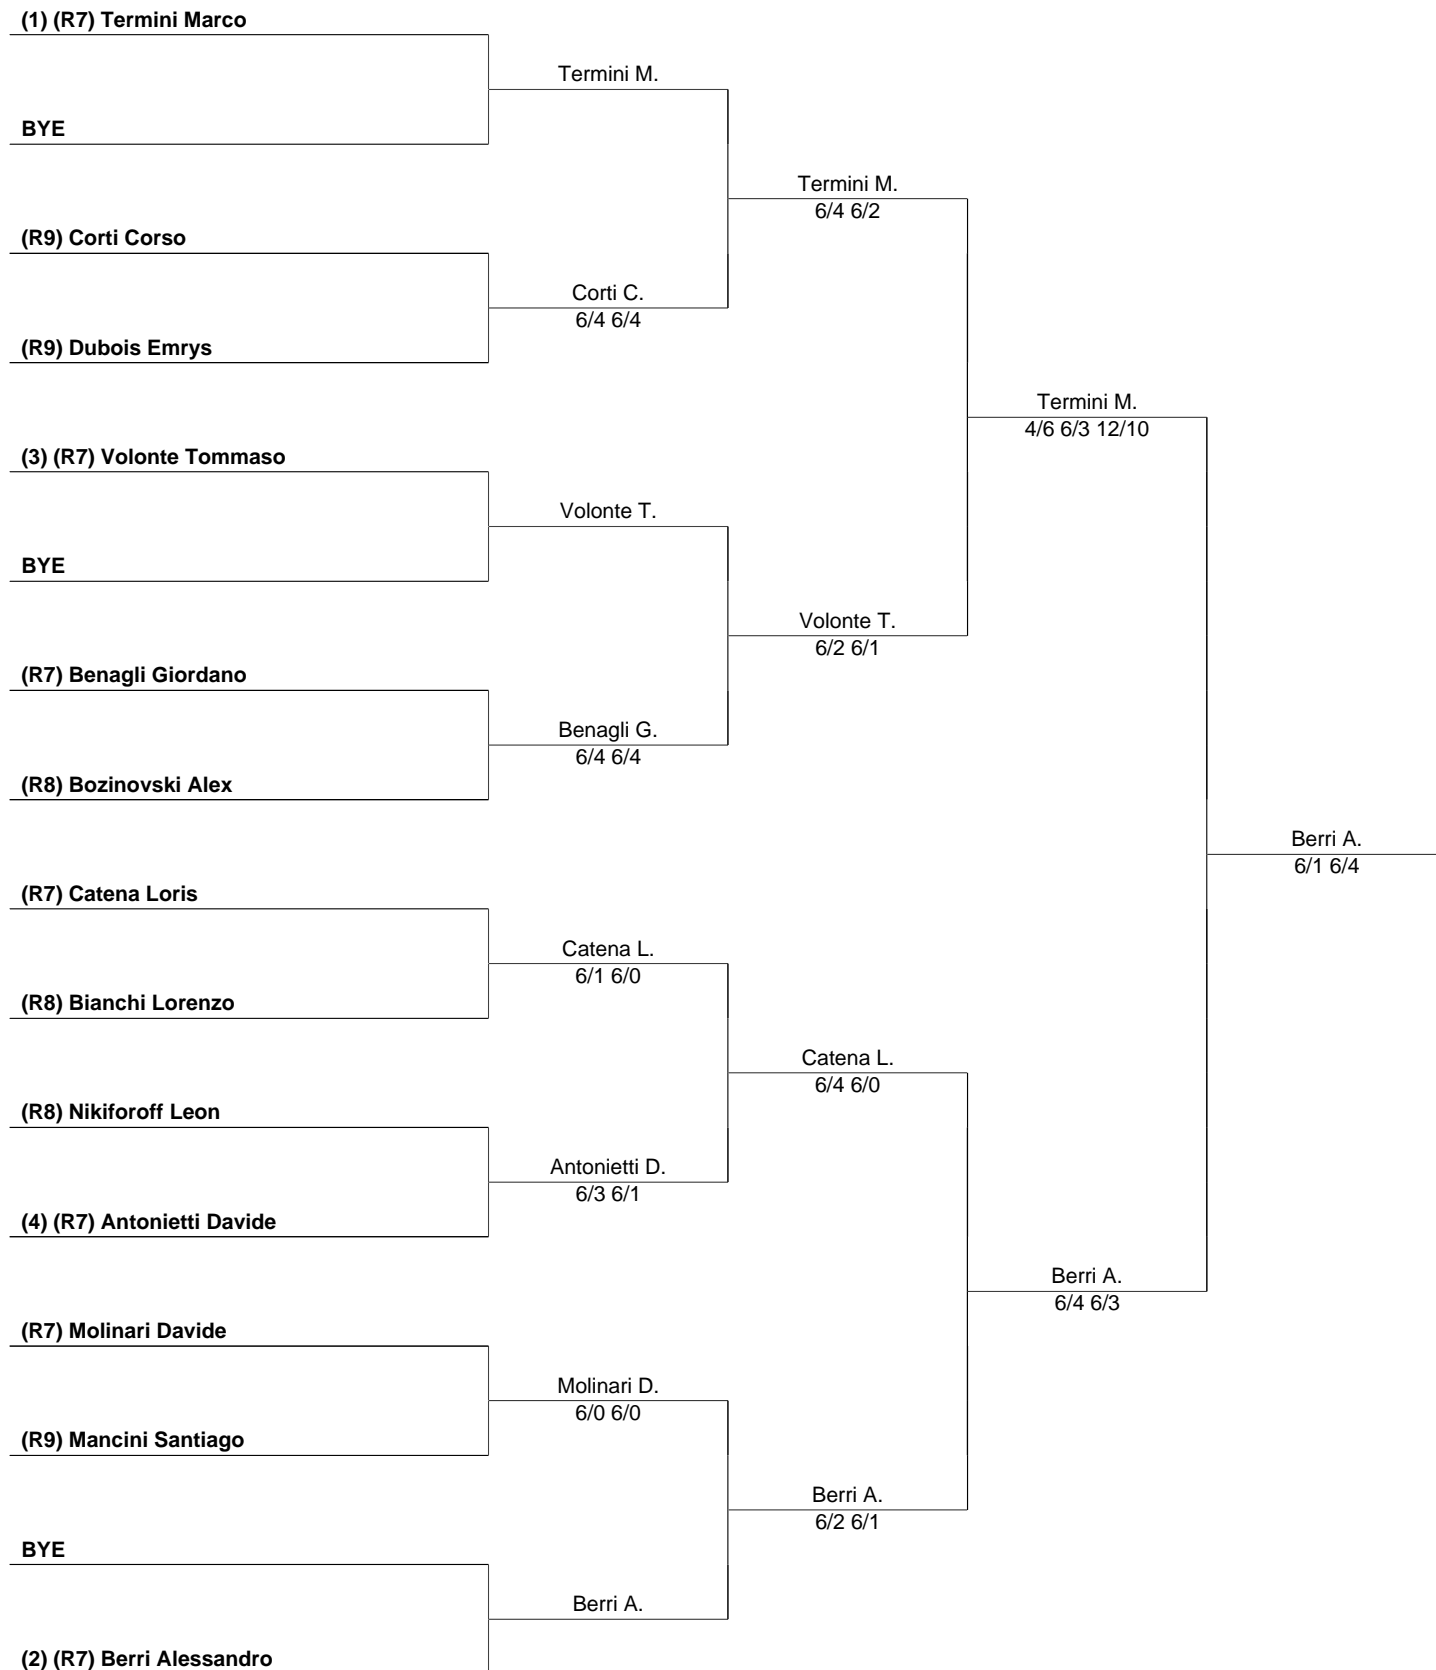 (1) (R7) Termini Marco
Termini M.
BYE
Termini M.
6/4 6/2
(R9) Corti Corso
Corti C.
6/4 6/4
(R9) Dubois Emrys
Termini M.
4/6 6/3 12/10
(3) (R7) Volonte Tommaso
Volonte T.
BYE
Volonte T.
6/2 6/1
(R7) Benagli Giordano
Benagli G.
6/4 6/4
(R8) Bozinovski Alex
Berri A.
6/1 6/4
(R7) Catena Loris
Catena L.
6/1 6/0
(R8) Bianchi Lorenzo
Catena L.
6/4 6/0
(R8) Nikiforoff Leon
Antonietti D.
6/3 6/1
(4) (R7) Antonietti Davide
Berri A.
6/4 6/3
(R7) Molinari Davide
Molinari D.
6/0 6/0
(R9) Mancini Santiago
Berri A.
6/2 6/1
BYE
Berri A.
(2) (R7) Berri Alessandro